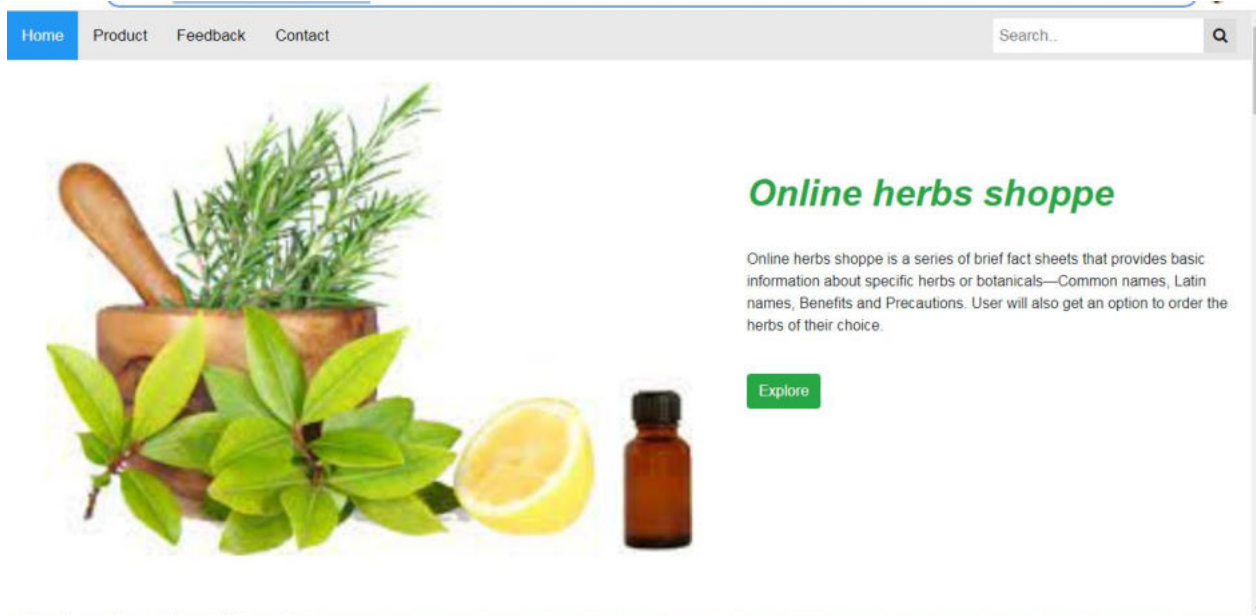 Home Product Feedback Contact Search..
Online herbs shoppe
Online herbs shoppe is a series of brief fact sheets that provides basic
information about specific herbs or botanicals—Common names, Latin
names, Benefits and Precautions. User will also get an option to order the
herbs of their choice.
Explore